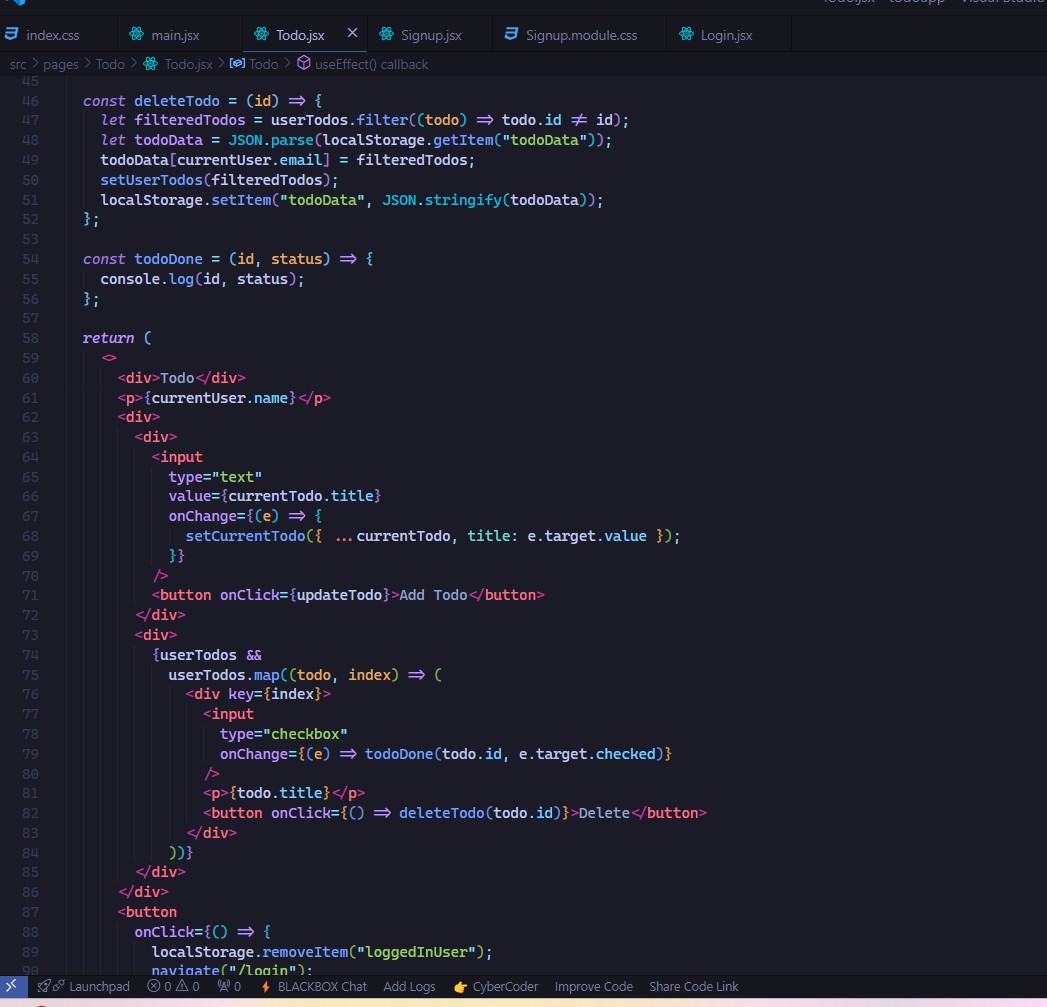 Todo.jsx - todoapp - Visual Studio
index.css main.jsx Todo.jsx Signup.jsx Signup.module.css Login.jsx
src > pages > Todo > Todo.jsx > Todo > useEffect() callback
45
46 const deleteTodo = (id) => {
47 let filteredTodos = userTodos.filter((todo) => todo.id != id);
48 let todoData = JSON.parse(localStorage.getItem("todoData"));
49 todoData[currentUser.email] = filteredTodos;
50 setUserTodos(filteredTodos);
51 localStorage.setItem("todoData", JSON.stringify(todoData));
52 };
53
54 const todoDone = (id, status) => {
55 console.log(id, status);
56 };
57
58 return (
59 <>
60 <div>Todo</div>
61 <p>{currentUser.name}</p>
62 <div>
63 <div>
64 <input
65 type="text"
66 value={currentTodo.title}
67 onChange={(e) => {
68 setCurrentTodo({ ...currentTodo, title: e.target.value });
69 }}
70 />
71 <button onClick={updateTodo}>Add Todo</button>
72 </div>
73 <div>
74 {userTodos &&
75 userTodos.map((todo, index) => (
76 <div key={index}>
77 <input
78 type="checkbox"
79 onChange={(e) => todoDone(todo.id, e.target.checked)}
80 />
81 <p>{todo.title}</p>
82 <button onClick={() => deleteTodo(todo.id)}>Delete</button>
83 </div>
84 ))}
85 </div>
86 </div>
87 <button
88 onClick={() => {
89 localStorage.removeItem("loggedInUser");
90 navigate("/login");
Launchpad 0 0 0 BLACKBOX Chat Add Logs CyberCoder Improve Code Share Code Link